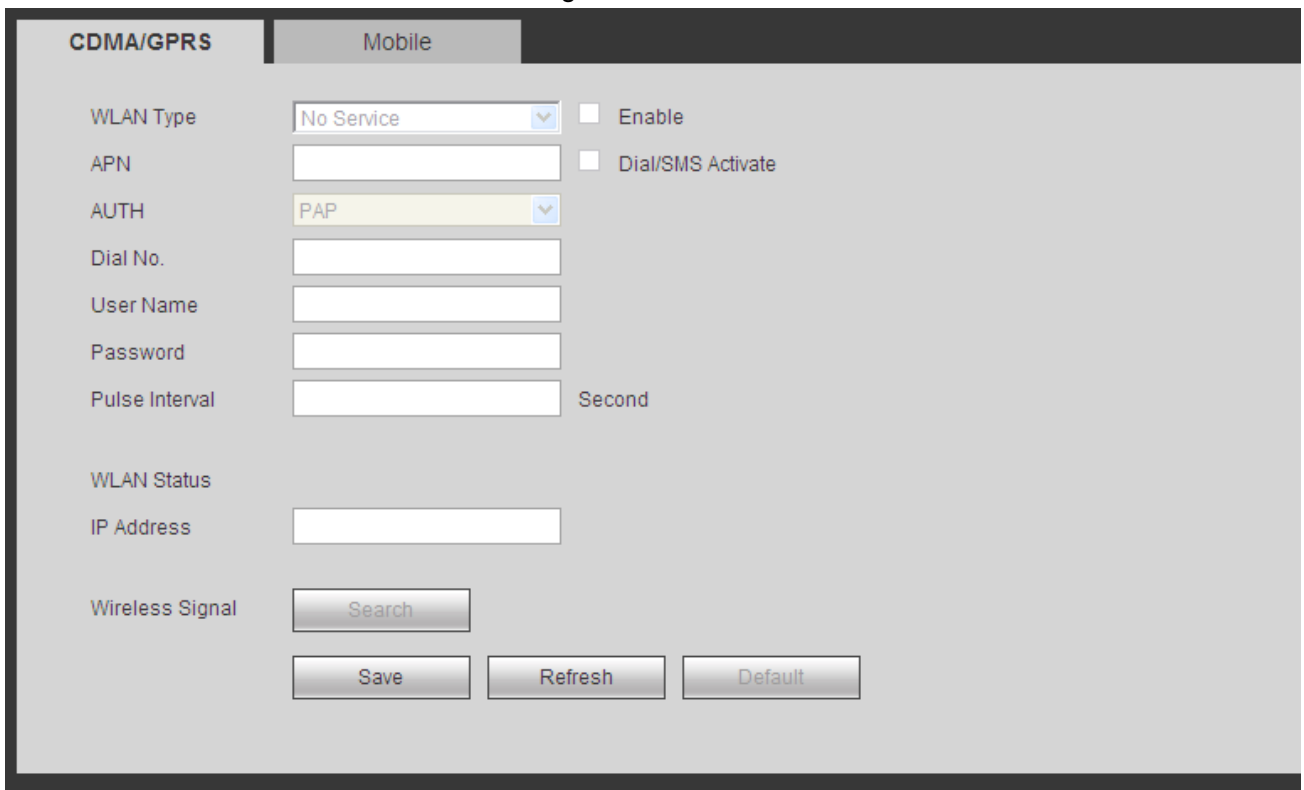 CDMA/GPRS Mobile
WLAN Type No Service Enable
APN Dial/SMS Activate
AUTH PAP
Dial No.
User Name
Password
Pulse Interval Second
WLAN Status
IP Address
Wireless Signal Search
Save Refresh Default